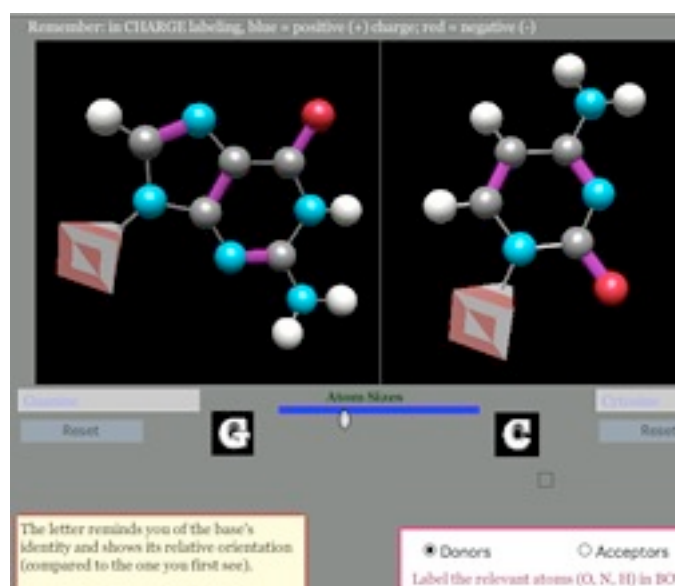 Remember: in CHARGE labeling, blue = positive (+) charge; red = negative (-)
Guanine
Atom Sizes
Cytosine
Reset
G
C
Reset
The letter reminds you of the base's
identity and shows its relative orientation
(compared to the one you first see).
Donors
Acceptors
Label the relevant atoms (O, N, H) in BO